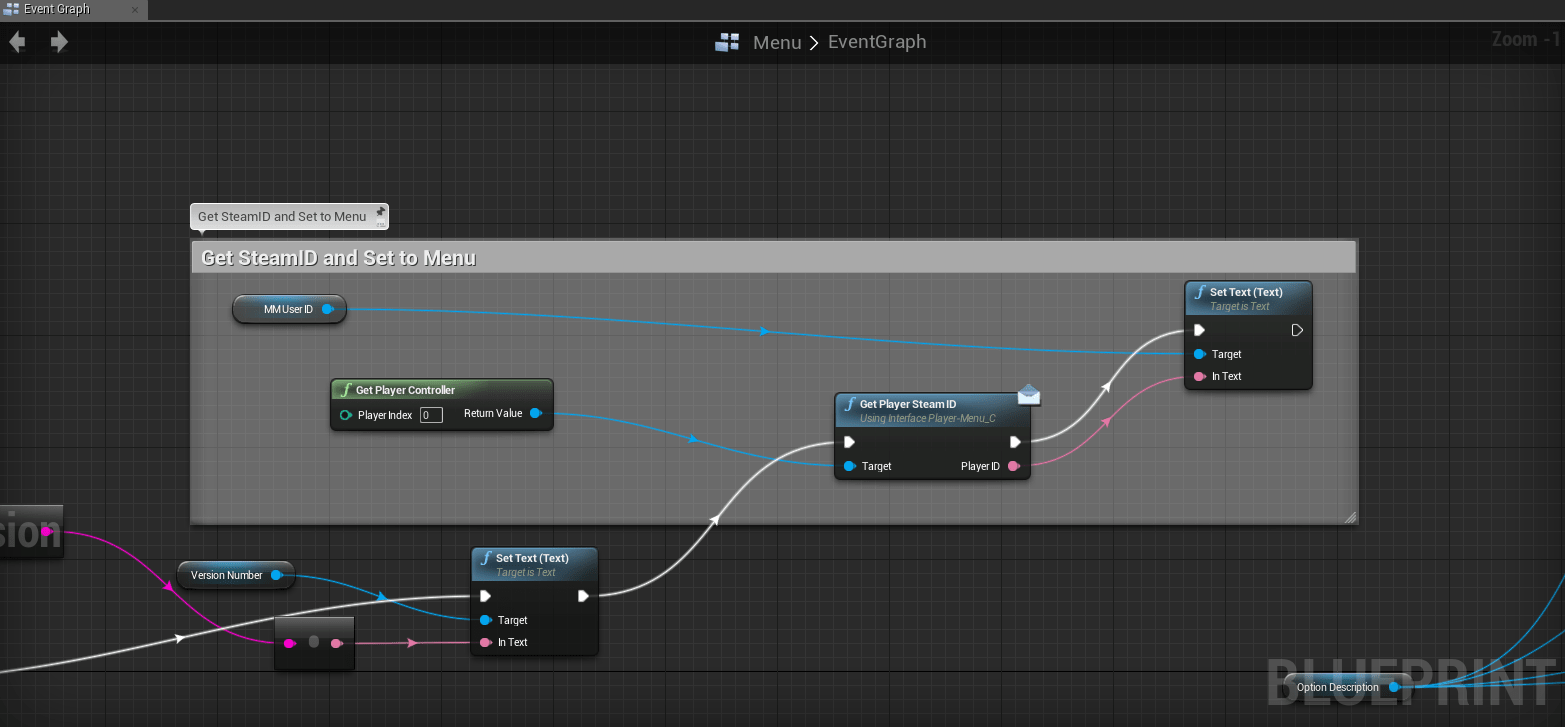 Event Graph
Menu > EventGraph
Zoom -1
Get SteamID and Set to Menu
Get SteamID and Set to Menu
MM User ID
Set Text (Text)
Target is Text
Target
In Text
Get Player Controller
Player Index 0
Return Value
Get Player Steam ID
Using Interface Player-Menu_C
Target
Player ID
sion
Version Number
Set Text (Text)
Target is Text
Target
In Text
BLUEPRINT
Option Description